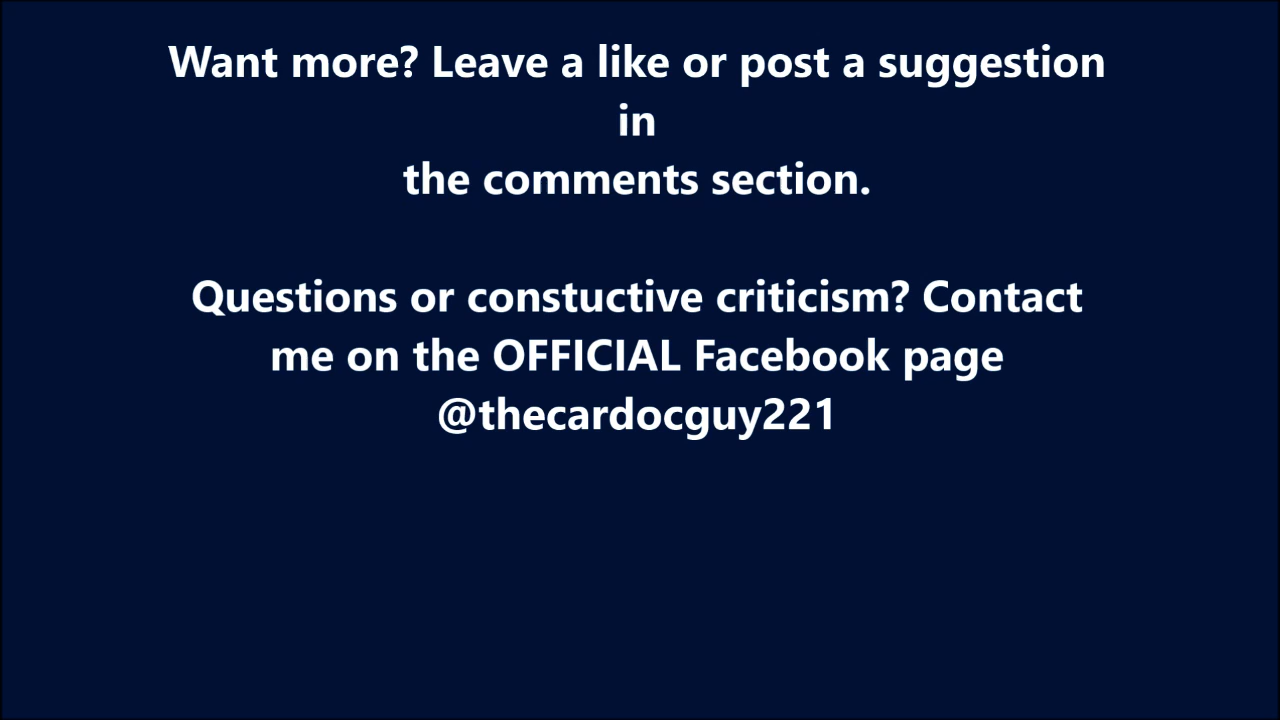 Want more? Leave a like or post a suggestion
in
the comments section.
Questions or constuctive criticism? Contact
me on the OFFICIAL Facebook page
@thecardocguy221